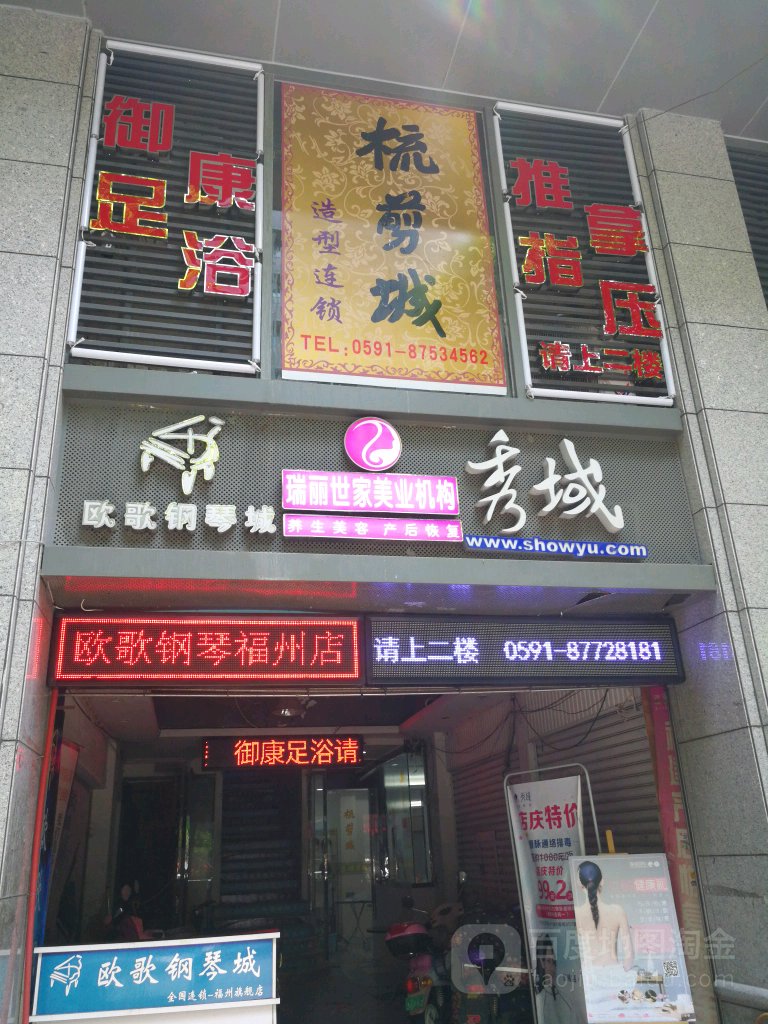 御康
足浴
梳剪城
造型连锁
TEL:0591-87534562
推拿
指压
请上二楼
欧歌钢琴城
瑞丽世家美业机构
养生美容 产后恢复
秀域
www.showyu.com
欧歌钢琴福州店
请上二楼 0591-87728181
御康足浴请
梳剪城
店庆特价
欧歌钢琴城
全国连锁-福州旗舰店
百度地图淘金